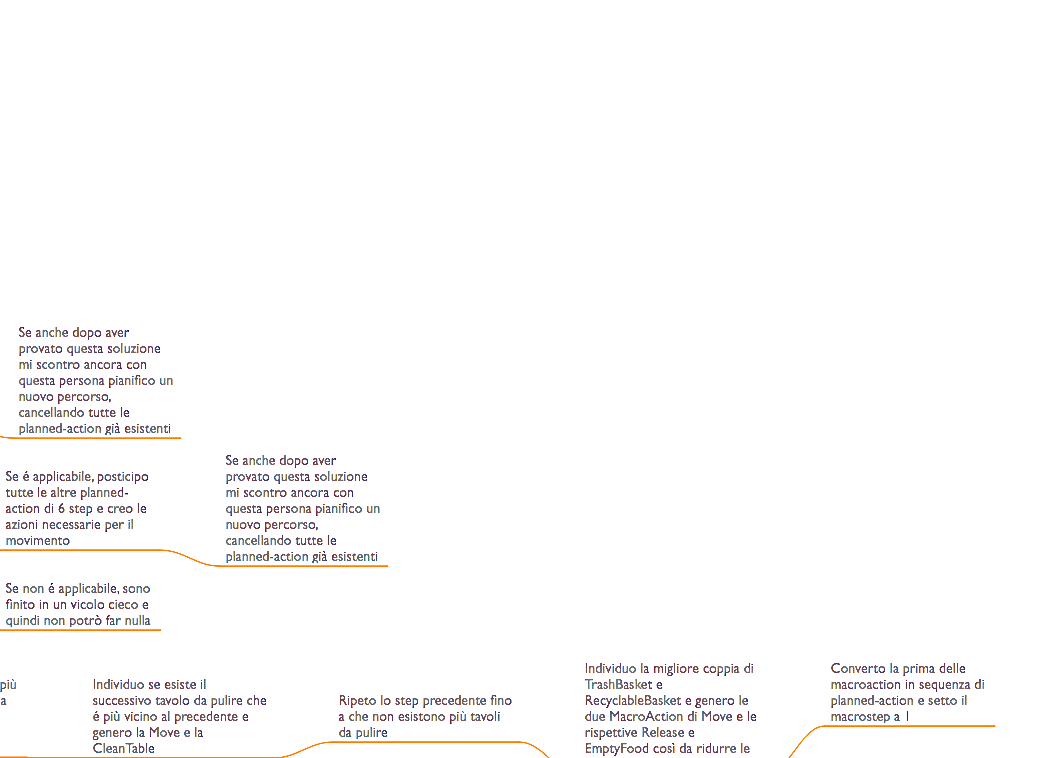 Se anche dopo aver
provato questa soluzione
mi scontro ancora con
questa persona pianifico un
nuovo percorso,
cancellando tutte le
planned-action già esistenti
Se é applicabile, posticipo
tutte le altre planned-
action di 6 step e creo le
azioni necessarie per il
movimento
Se anche dopo aver
provato questa soluzione
mi scontro ancora con
questa persona pianifico un
nuovo percorso,
cancellando tutte le
planned-action già esistenti
Se non é applicabile, sono
finito in un vicolo cieco e
quindi non potrò far nulla
più
a
Individuo se esiste il
successivo tavolo da pulire che
é più vicino al precedente e
genero la Move e la
CleanTable
Ripeto lo step precedente fino
a che non esistono più tavoli
da pulire
Individuo la migliore coppia di
TrashBasket e
RecyclableBasket e genero le
due MacroAction di Move e le
rispettive Release e
EmptyFood così da ridurre le
Converto la prima delle
macroaction in sequenza di
planned-action e setto il
macrostep a 1